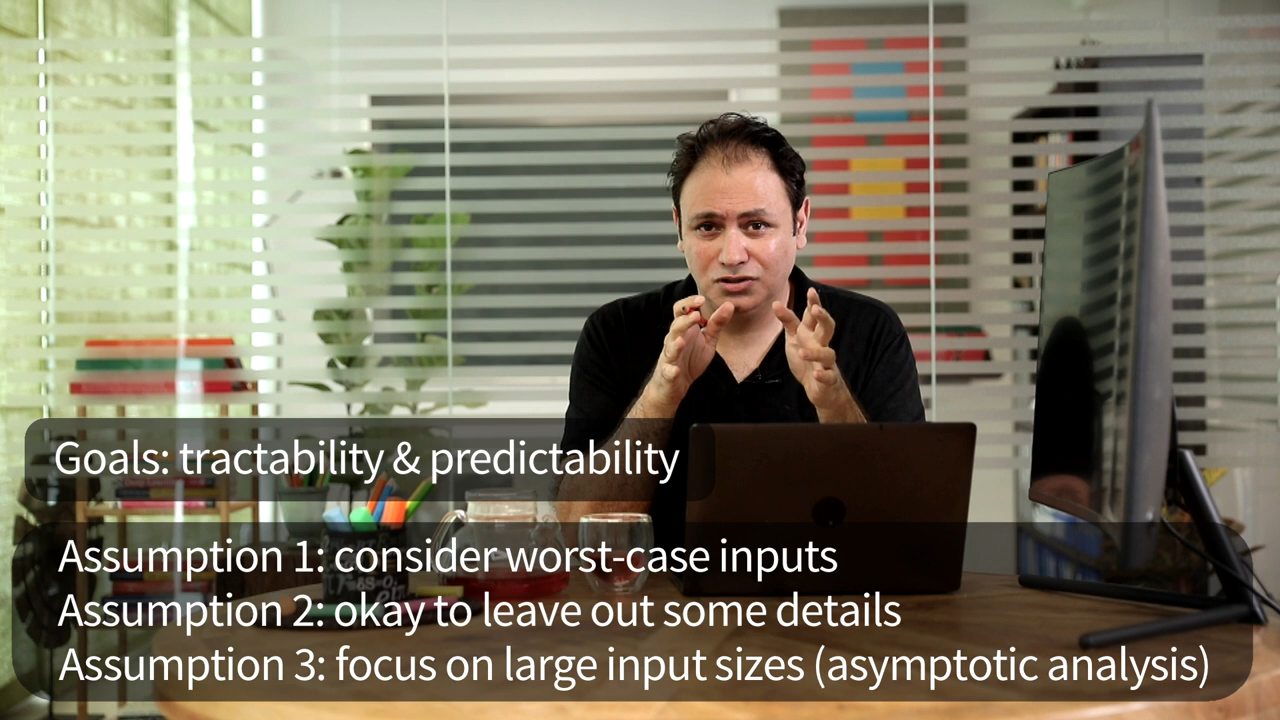 Goals: tractability & predictability
Assumption 1: consider worst-case inputs
Assumption 2: okay to leave out some details
Assumption 3: focus on large input sizes (asymptotic analysis)